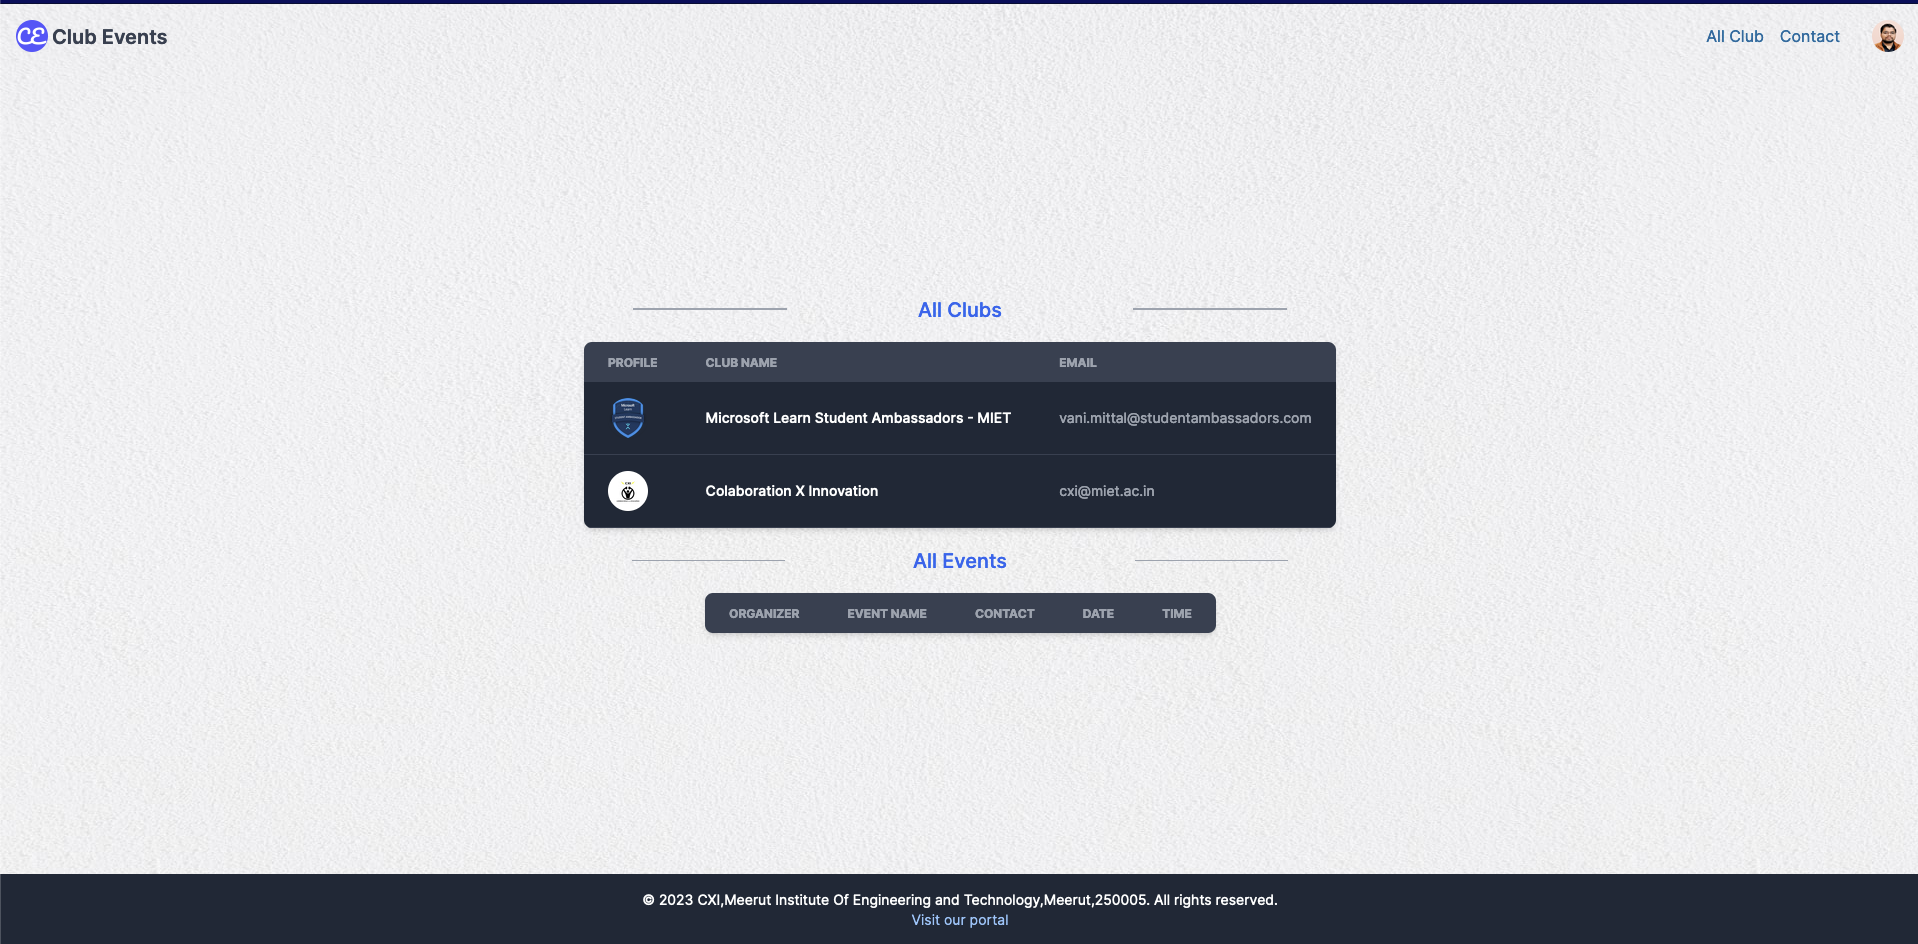 CE Club Events
All Club Contact
All Clubs
PROFILE CLUB NAME EMAIL
Microsoft Learn Student Ambassadors - MIET vani.mittal@studentambassadors.com
CXI
Colaboration X Innovation cxi@miet.ac.in
All Events
ORGANIZER EVENT NAME CONTACT DATE TIME
© 2023 CXI,Meerut Institute Of Engineering and Technology,Meerut,250005. All rights reserved.
Visit our portal